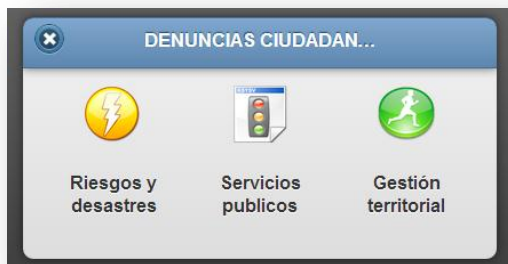 DENUNCIAS CIUDADAN...
Riesgos y
desastres
Servicios
publicos
Gestión
territorial